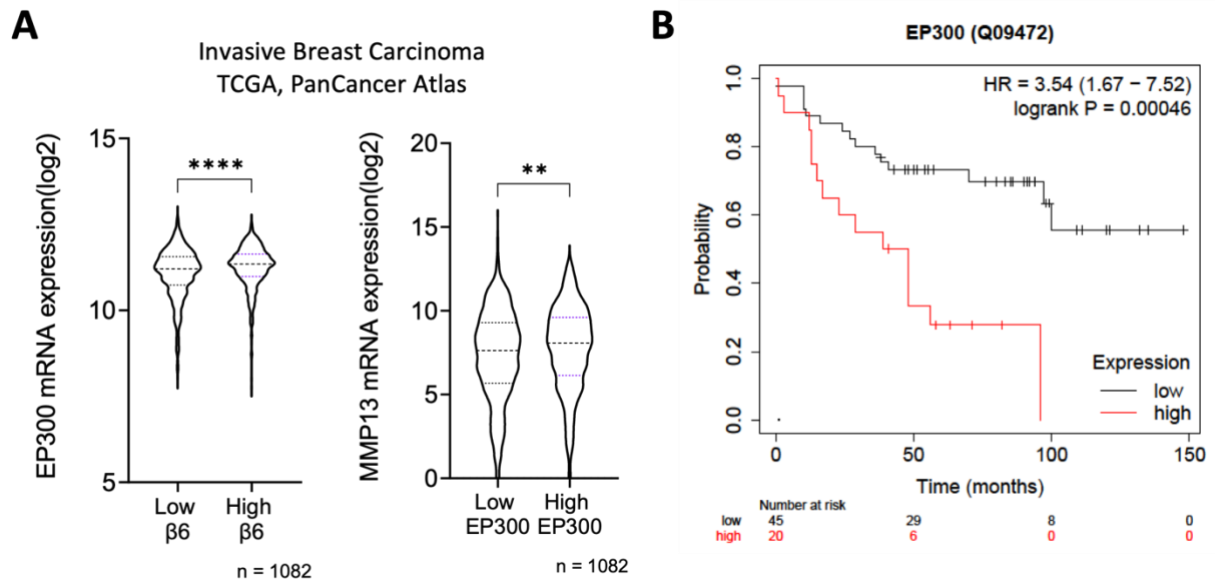 A
Invasive Breast Carcinoma
TCGA, PanCancer Atlas
EP300 mRNA expression(log2)
15
10
5
****
Low
β6
High
β6
n = 1082
MMP13 mRNA expression(log2)
20
15
10
5
0
**
Low
EP300
High
EP300
n = 1082
B
EP300 (Q09472)
HR = 3.54 (1.67 − 7.52)
logrank P = 0.00046
Probability
1.0
0.8
0.6
0.4
0.2
0.0
Expression
low
high
0
50
100
150
Time (months)
Number at risk
low 45 29 8 0
high 20 6 0 0